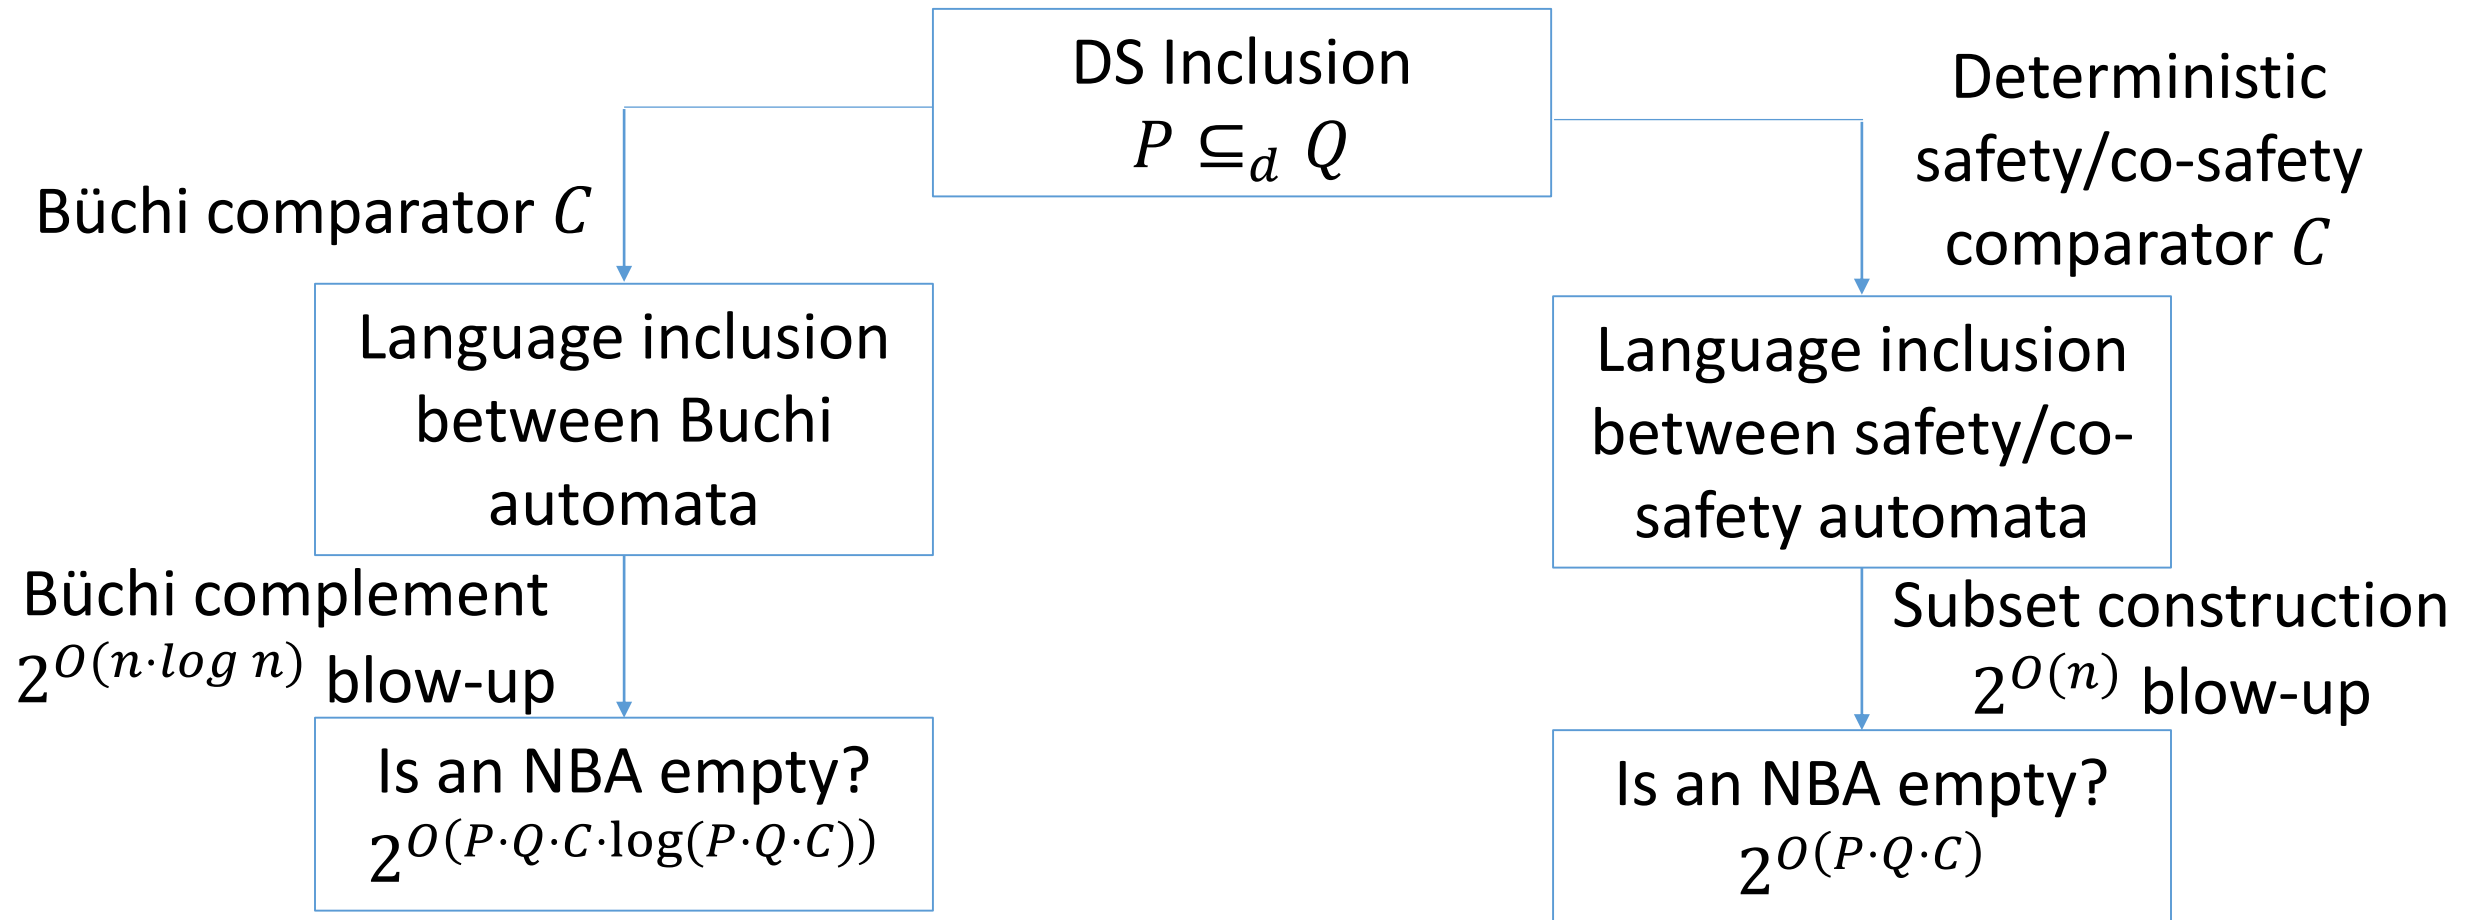 DS Inclusion
𝑃 ⊆_𝑑 𝑄
Büchi comparator 𝐶
Language inclusion
between Buchi
automata
Büchi complement
2^{𝑂(𝑛·𝑙𝑜𝑔 𝑛)} blow-up
Is an NBA empty?
2^{𝑂(𝑃·𝑄·𝐶·log(𝑃·𝑄·𝐶))}
Deterministic
safety/co-safety
comparator 𝐶
Language inclusion
between safety/co-
safety automata
Subset construction
2^{𝑂(𝑛)} blow-up
Is an NBA empty?
2^{𝑂(𝑃·𝑄·𝐶)}